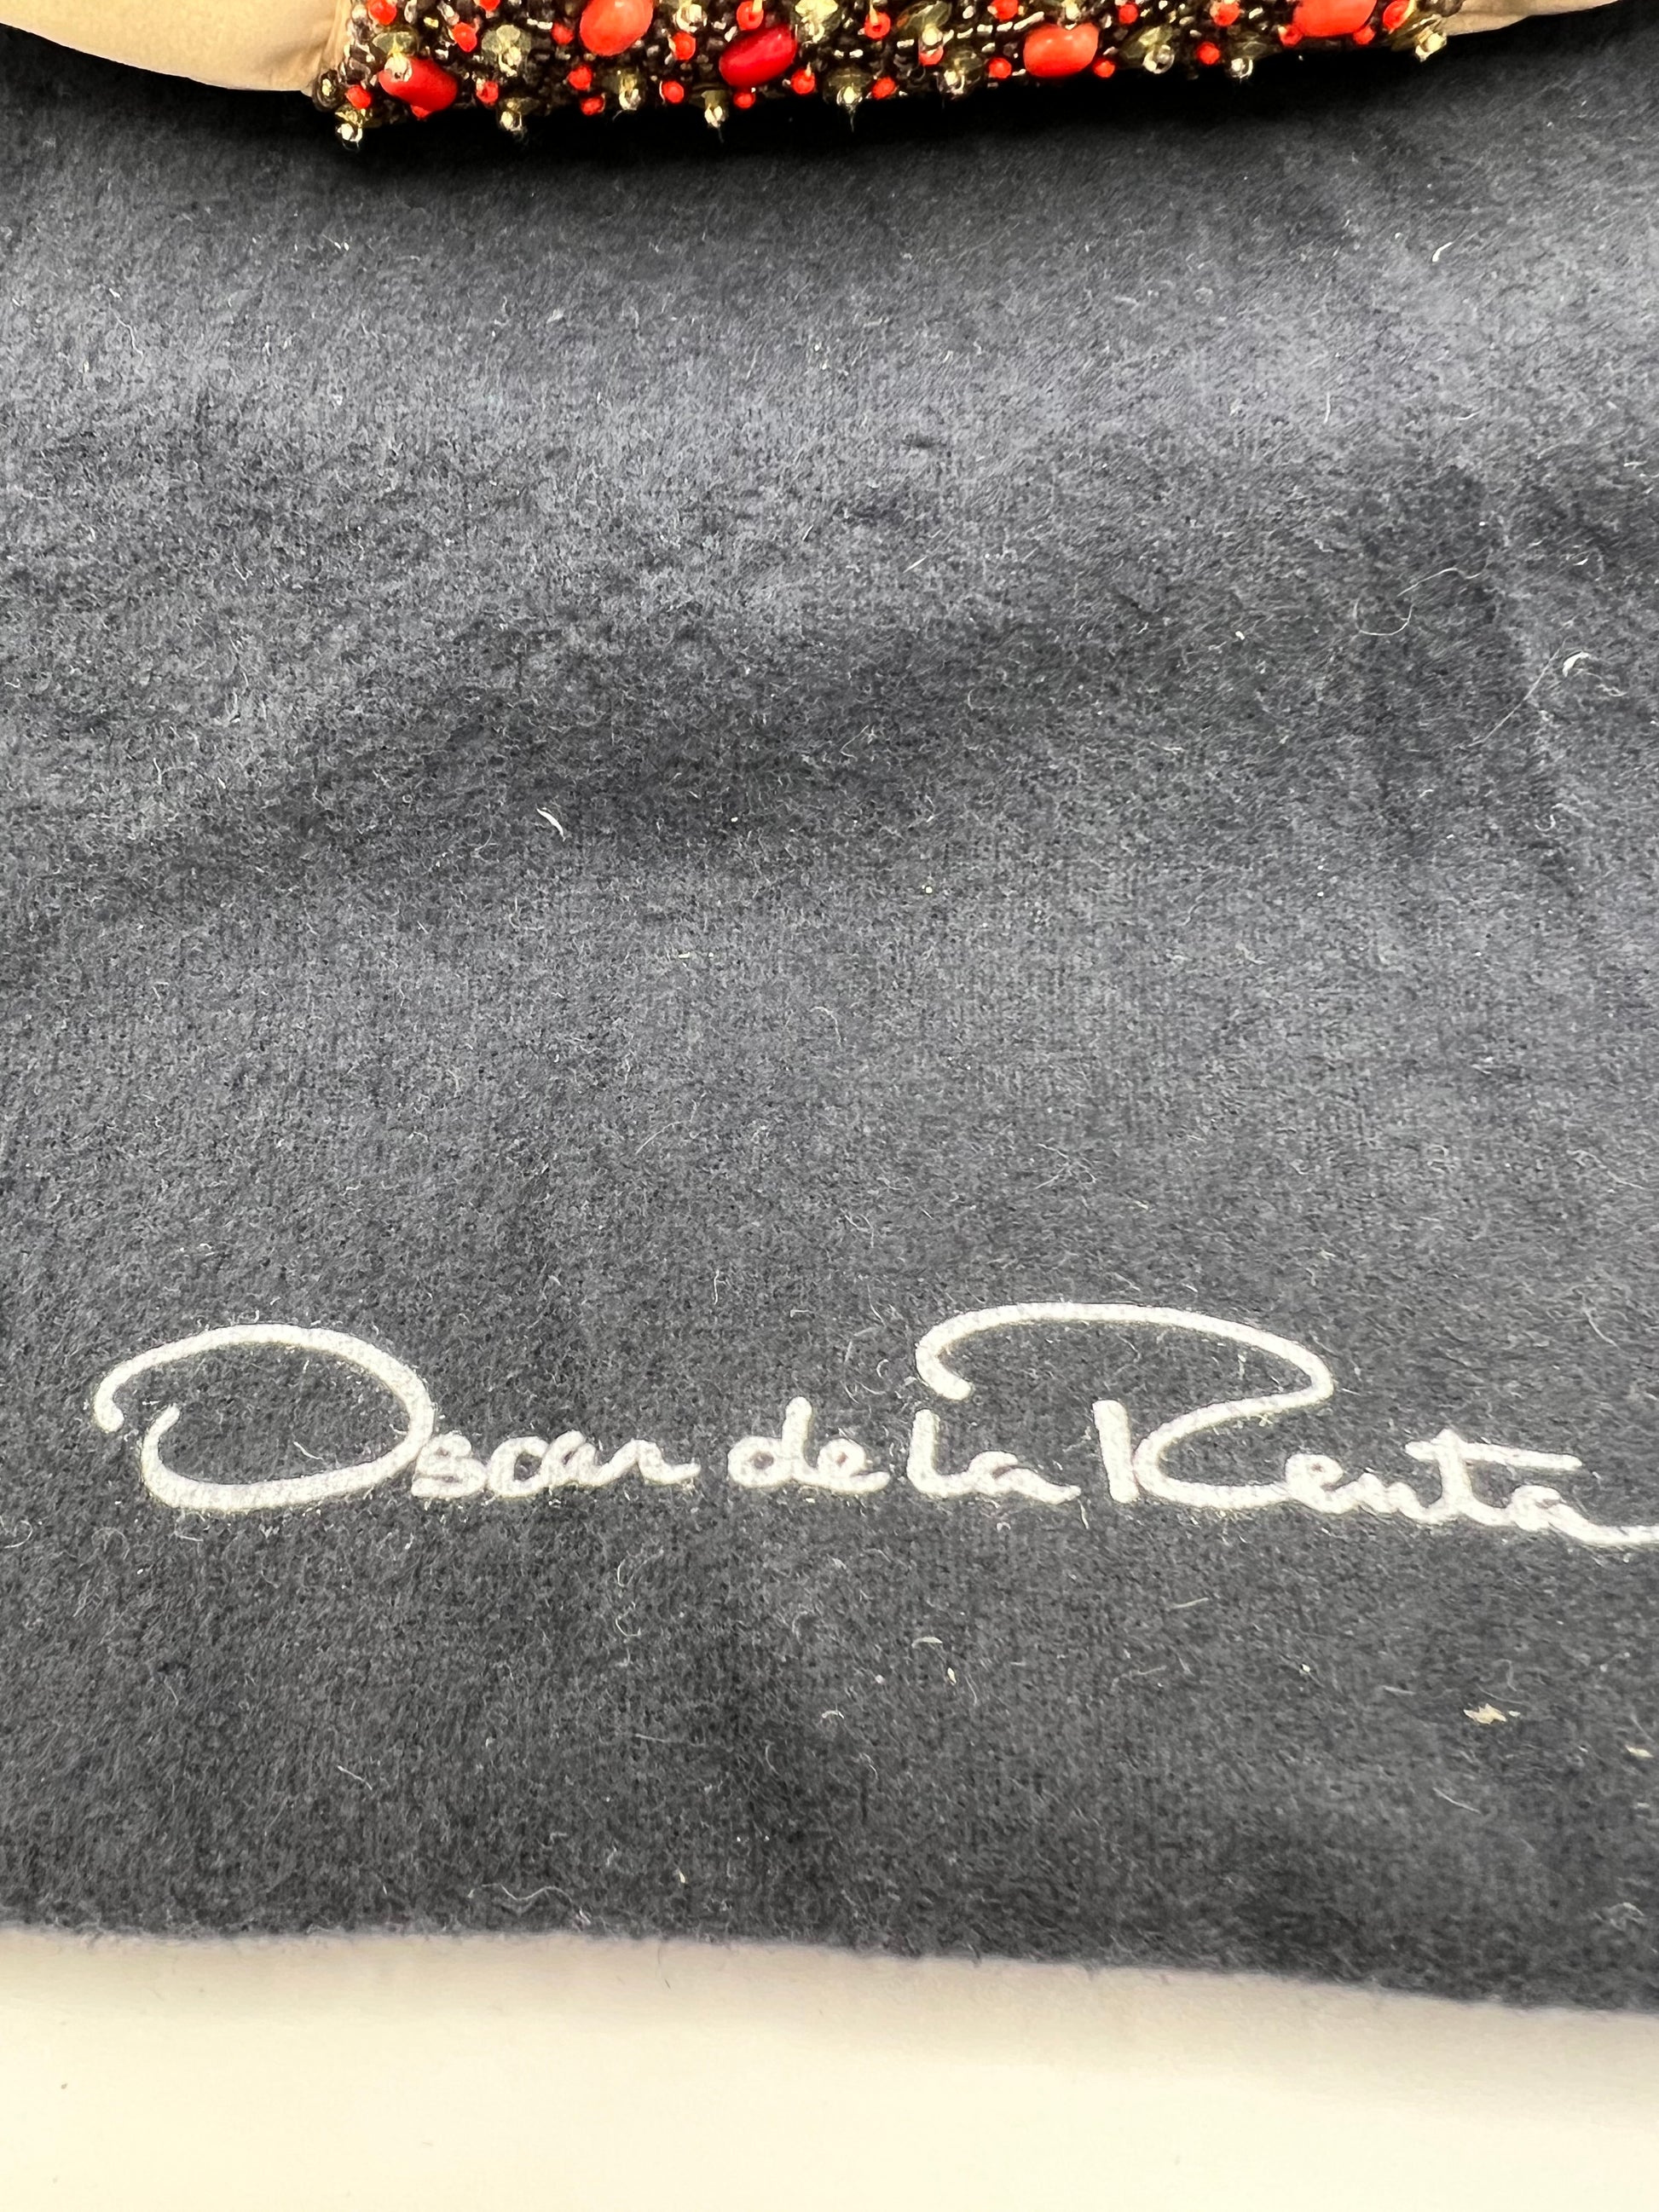 Oscar de la Renta